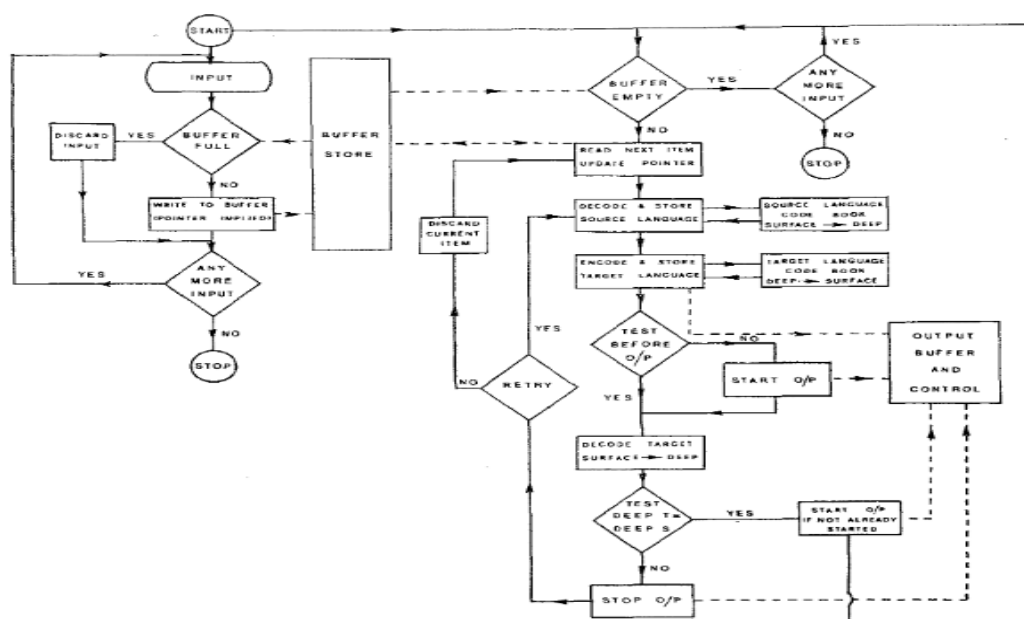 START
INPUT
BUFFER
FULL
YES
DISCARD
INPUT
NO
WRITE TO BUFFER
ANY
MORE
INPUT
YES
NO
STOP
BUFFER
STORE
BUFFER
EMPTY
YES
ANY
MORE
INPUT
YES
NO
STOP
NO
READ NEXT ITEM
UPDATE POINTER
DISCARD
CURRENT
ITEM
DECODE & STORE
SOURCE LANGUAGE
SOURCE LANGUAGE
CODE BOOK
SURFACE → DEEP
ENCODE & STORE
TARGET LANGUAGE
TARGET LANGUAGE
CODE BOOK
DEEP → SURFACE
TEST
BEFORE
O/P
NO
START O/P
OUTPUT
BUFFER
AND
CONTROL
YES
YES
RETRY
NO
DECODE TARGET
SURFACE → DEEP
TEST
DEEP T =
DEEP S
YES
START O/P
IF NOT ALREADY
STARTED
NO
STOP O/P